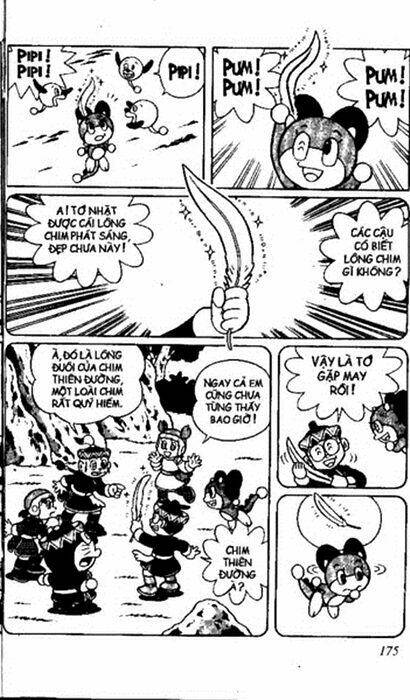 PIPI!
PIPI!
PIPI!
PUM!
PUM!
PUM!
PUM!
A! TỚ NHẶT
ĐƯỢC CÁI LÔNG
CHIM PHÁT SÁNG,
ĐẸP CHƯA NÀY!
CÁC CẬU
CÓ BIẾT
LÔNG CHIM
GÌ KHÔNG?
À, ĐÓ LÀ LÔNG
ĐUÔI CỦA CHIM
THIÊN ĐƯỜNG,
MỘT LOÀI CHIM
RẤT QUÝ HIẾM.
NGAY CẢ EM
CŨNG CHƯA
TỪNG THẤY
BAO GIỜ!
CHIM
THIÊN
ĐƯỜNG
À?
VẬY LÀ TỚ
GẶP MAY
RỒI!
175